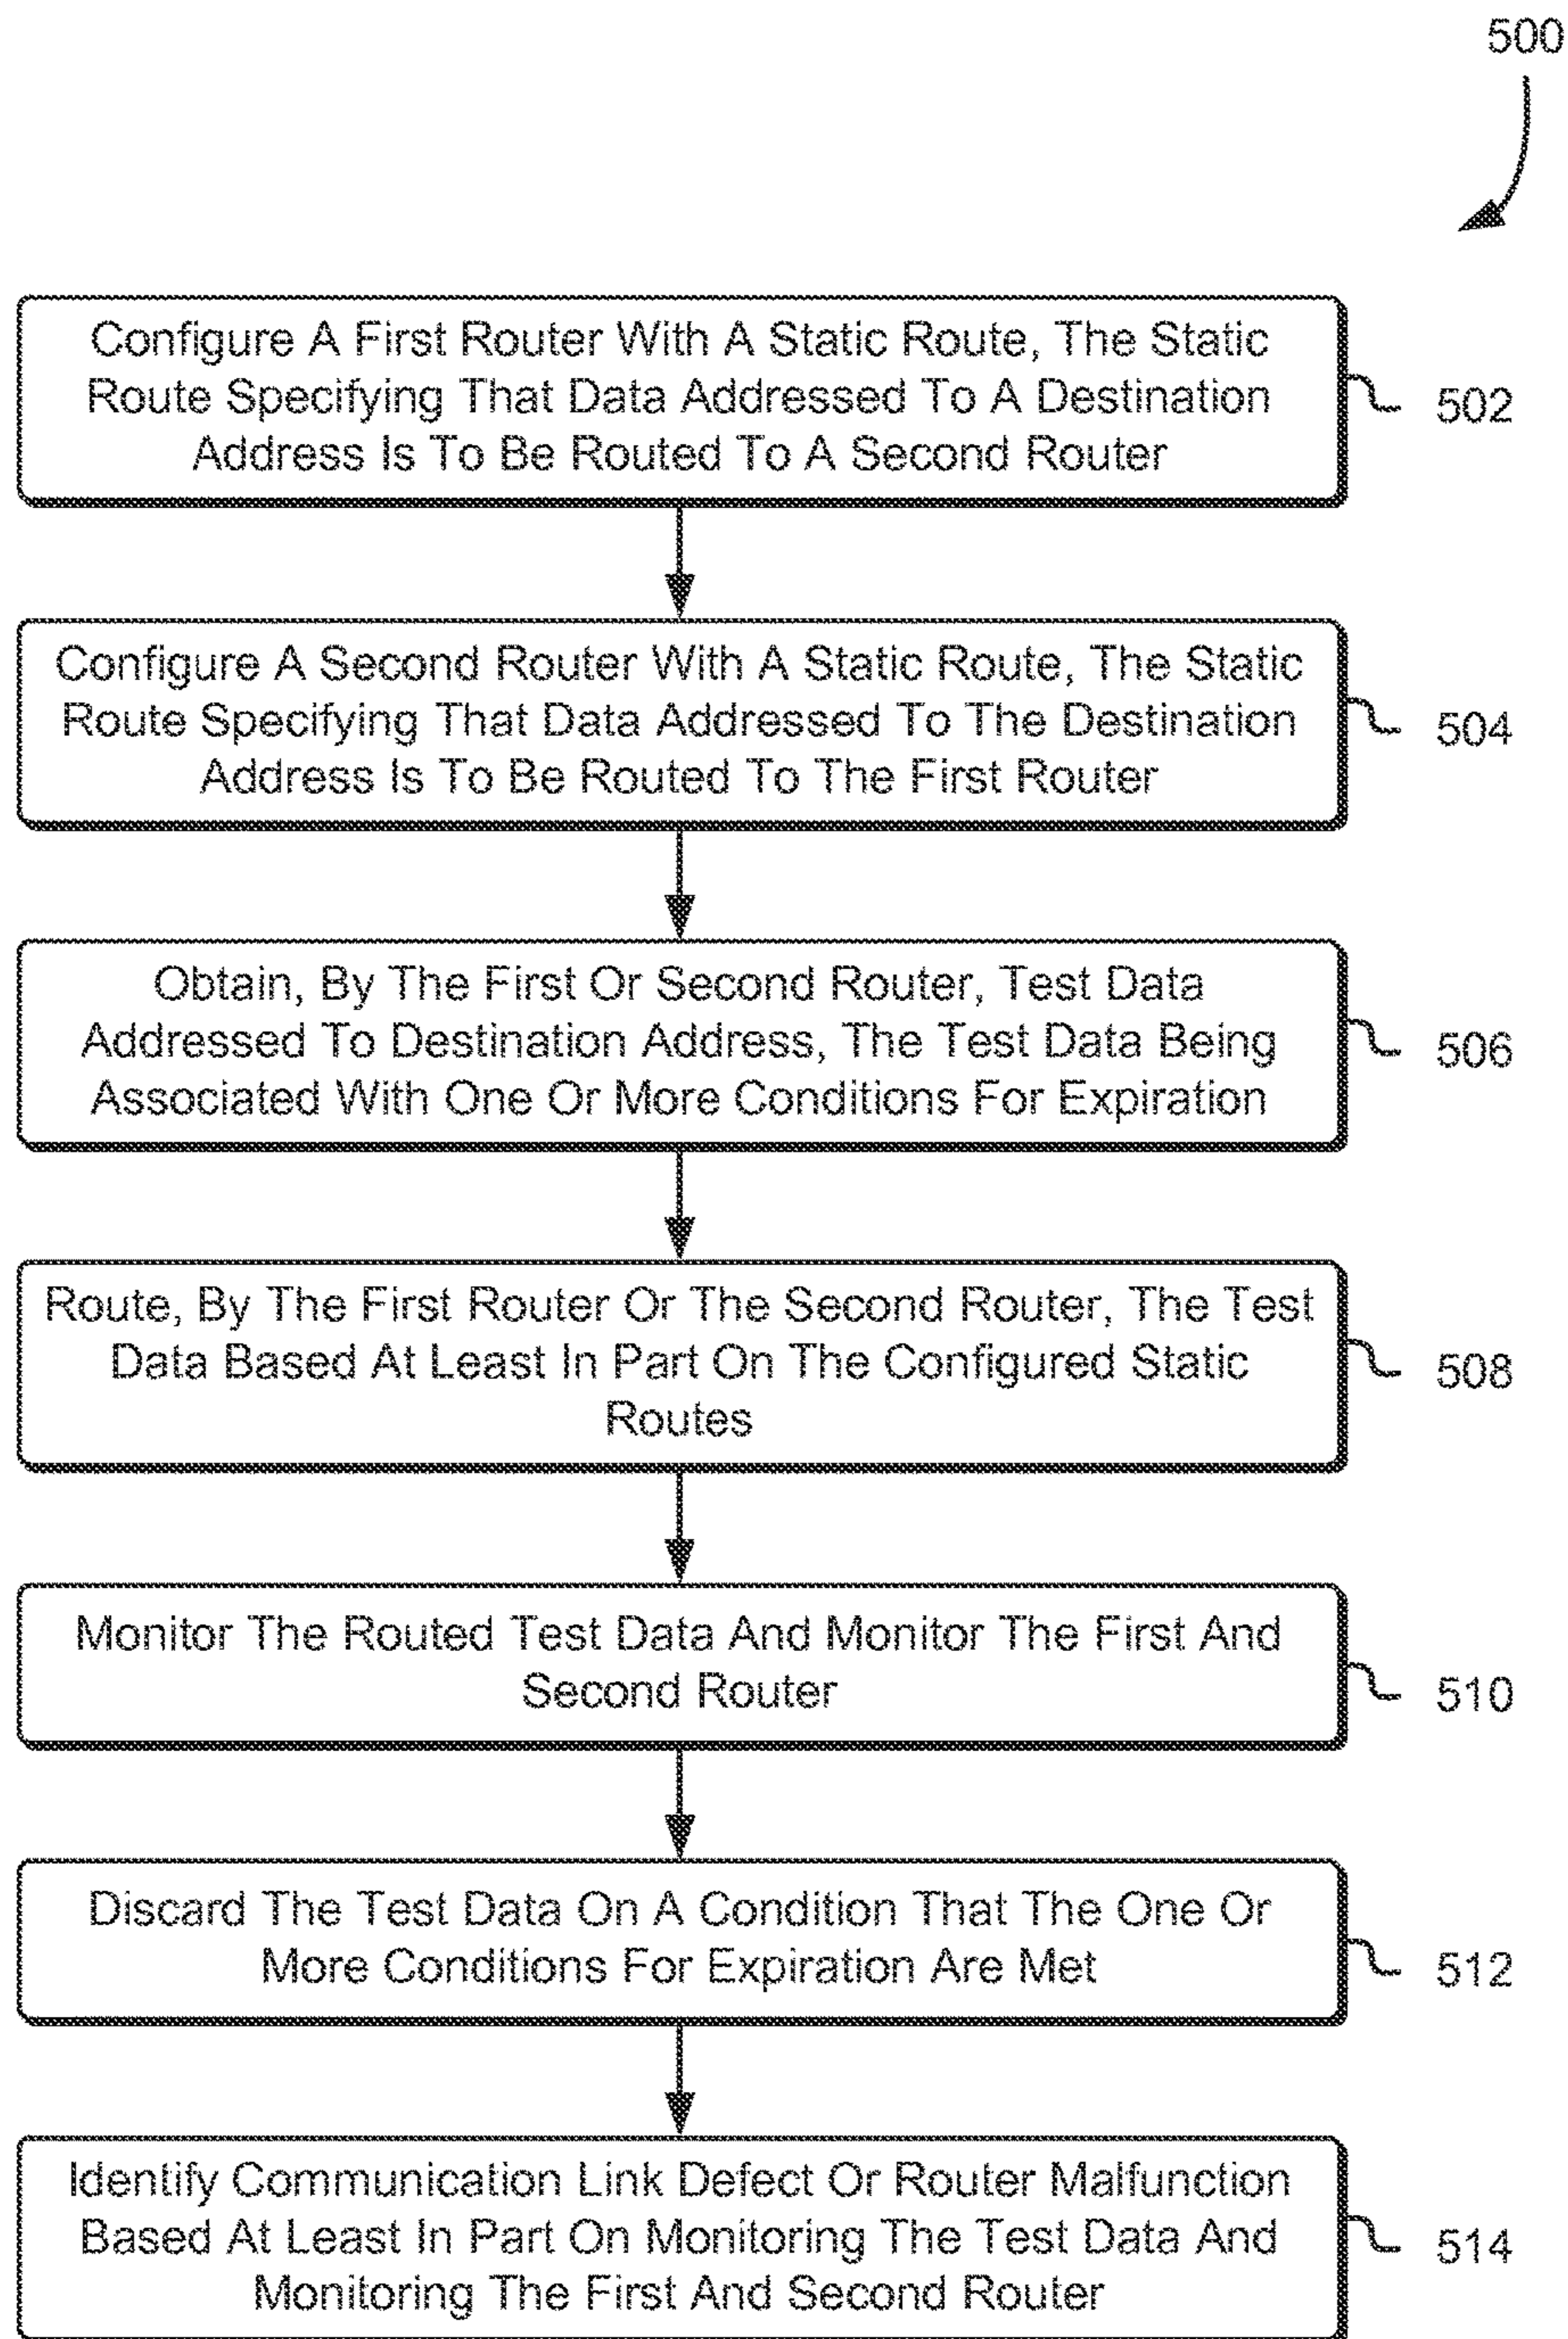 500
Configure A First Router With A Static Route, The Static
Route Specifying That Data Addressed To A Destination
Address Is To Be Routed To A Second Router
502
Configure A Second Router With A Static Route, The Static
Route Specifying That Data Addressed To The Destination
Address Is To Be Routed To The First Router
504
Obtain, By The First Or Second Router, Test Data
Addressed To Destination Address, The Test Data Being
Associated With One Or More Conditions For Expiration
506
Route, By The First Router Or The Second Router, The Test
Data Based At Least In Part On The Configured Static
Routes
508
Monitor The Routed Test Data And Monitor The First And
Second Router
510
Discard The Test Data On A Condition That The One Or
More Conditions For Expiration Are Met
512
Identify Communication Link Defect Or Router Malfunction
Based At Least In Part On Monitoring The Test Data And
Monitoring The First And Second Router
514